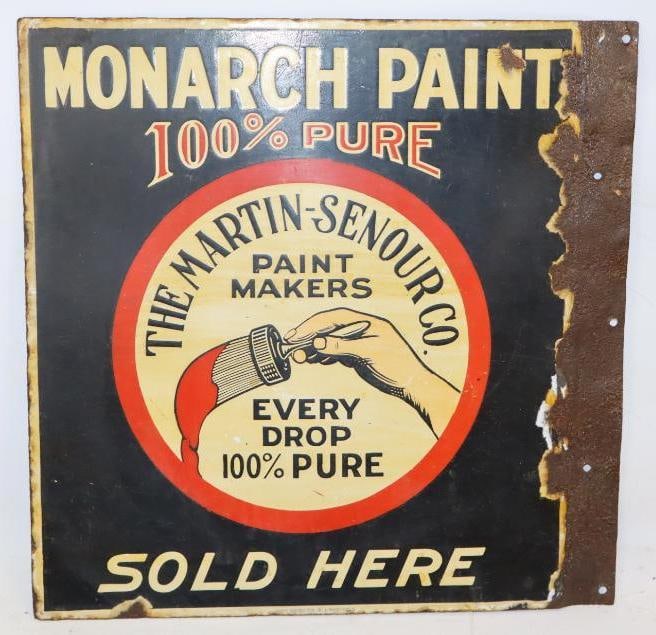 MONARCH PAINT
100% PURE
THE MARTIN-SENOUR CO.
PAINT
MAKERS
EVERY
DROP
100% PURE
SOLD HERE